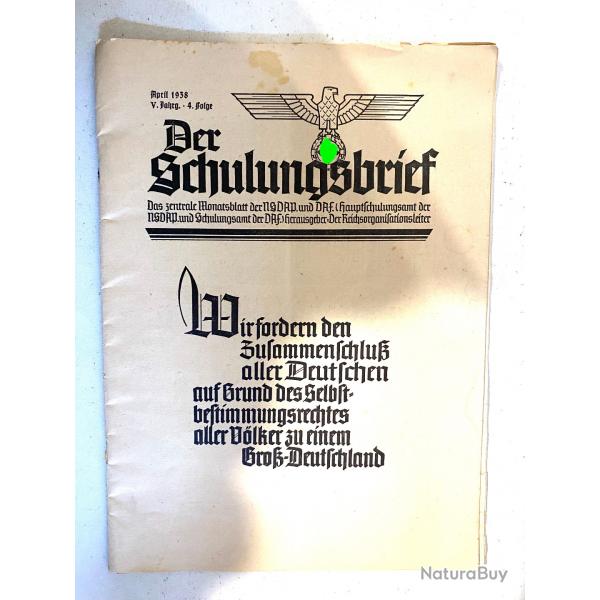 April 1938
V. Jahrg. · 4. Folge
Der
Schulungsbrief
Das zentrale Monatsblatt der NSDAP. und DAF. (Hauptschulungsamt der
NSDAP. und Schulungsamt der DAF.) Herausgeber · Der Reichsorganisationsleiter
Wir fordern den
Zusammenschluß
aller Deutschen
auf Grund des Selbst-
bestimmungsrechtes
aller Völker zu einem
Groß-Deutschland
NaturaBuy